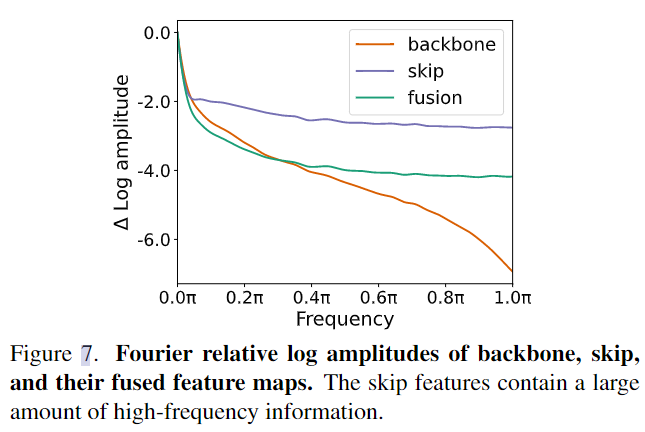 0.0
-2.0
-4.0
-6.0
Δ Log amplitude
backbone
skip
fusion
0.0π 0.2π 0.4π 0.6π 0.8π 1.0π
Frequency
Figure 7. Fourier relative log amplitudes of backbone, skip,
and their fused feature maps. The skip features contain a large
amount of high-frequency information.